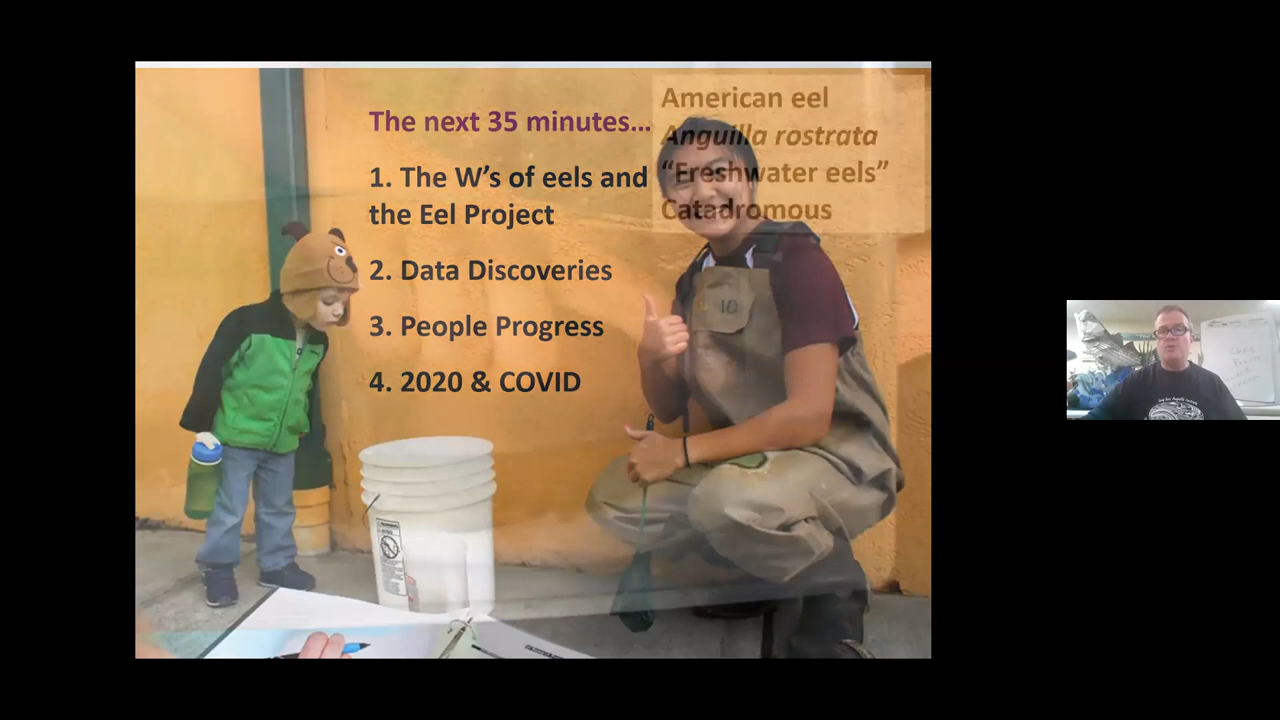 The next 35 minutes…
1. The W's of eels and
the Eel Project
2. Data Discoveries
3. People Progress
4. 2020 & COVID
American eel
Anguilla rostrata
“Freshwater eels”
Catadromous
10